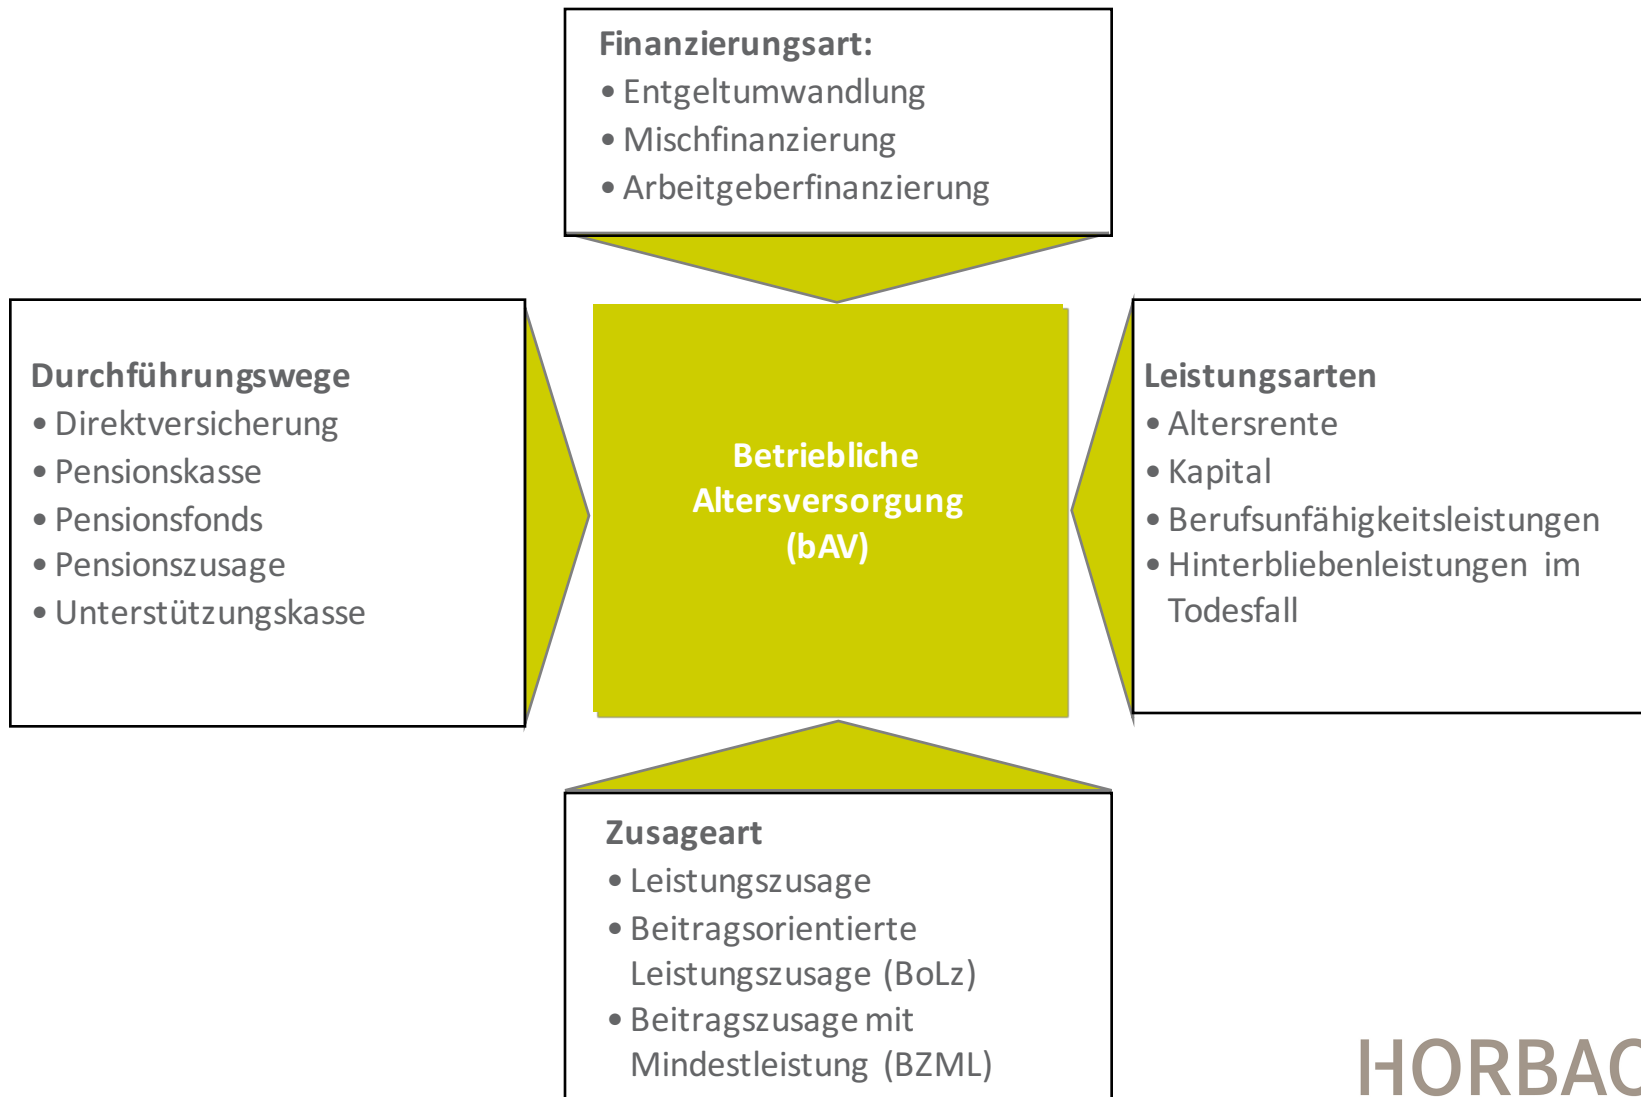 Finanzierungsart:
• Entgeltumwandlung
• Mischfinanzierung
• Arbeitgeberfinanzierung
Durchführungswege
• Direktversicherung
• Pensionskasse
• Pensionsfonds
• Pensionszusage
• Unterstützungskasse
Betriebliche
Altersversorgung
(bAV)
Leistungsarten
• Altersrente
• Kapital
• Berufsunfähigkeitsleistungen
• Hinterbliebenleistungen im
Todesfall
Zusageart
• Leistungszusage
• Beitragsorientierte
Leistungszusage (BoLz)
• Beitragszusage mit
Mindestleistung (BZML)
HORBAC